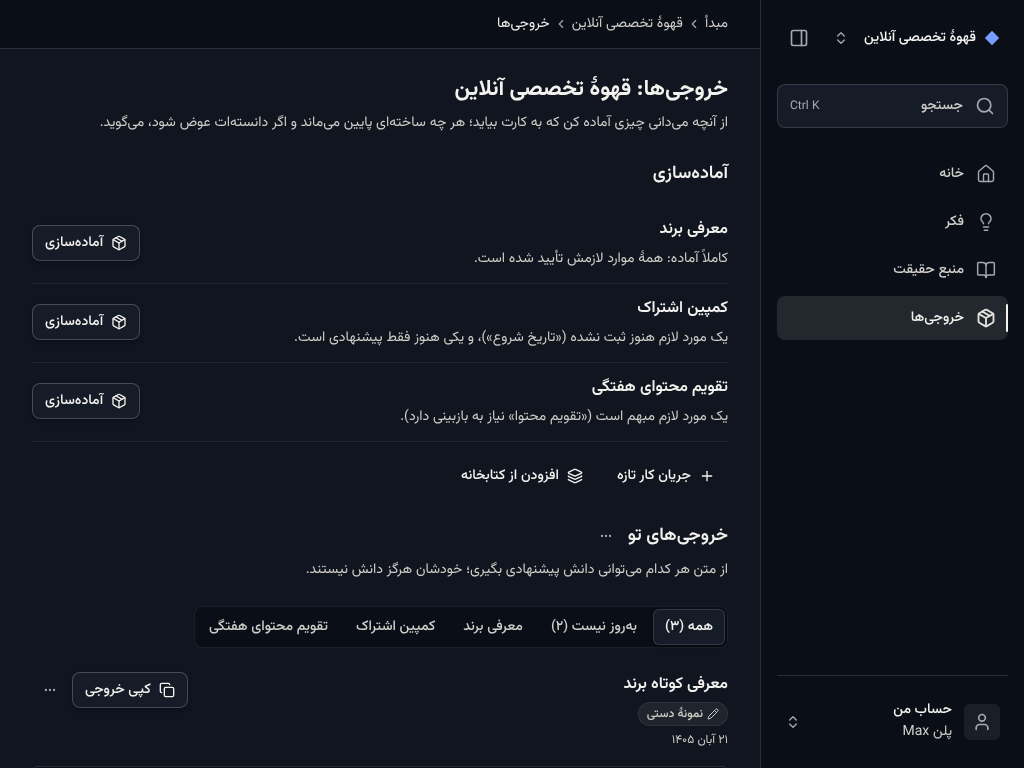 قهوهٔ تخصصی آنلاین
جستجو
Ctrl K
خانه
فکر
منبع حقیقت
خروجی‌ها
حساب من
پلن Max
مبدأ
قهوهٔ تخصصی آنلاین
خروجی‌ها
خروجی‌ها: قهوهٔ تخصصی آنلاین
از آنچه می‌دانی چیزی آماده کن که به کارت بیاید؛ هر چه ساخته‌ای پایین می‌ماند و اگر دانسته‌ات عوض شود، می‌گوید.
آماده‌سازی
معرفی برند
کاملاً آماده: همهٔ موارد لازمش تأیید شده است.
آماده‌سازی
کمپین اشتراک
یک مورد لازم هنوز ثبت نشده («تاریخ شروع»)، و یکی هنوز فقط پیشنهادی است.
آماده‌سازی
تقویم محتوای هفتگی
یک مورد لازم مبهم است («تقویم محتوا» نیاز به بازبینی دارد).
آماده‌سازی
جریان کار تازه
افزودن از کتابخانه
خروجی‌های تو
از متن هر کدام می‌توانی دانش پیشنهادی بگیری؛ خودشان هرگز دانش نیستند.
همه (۳)
به‌روز نیست (۲)
معرفی برند
کمپین اشتراک
تقویم محتوای هفتگی
معرفی کوتاه برند
نمونهٔ دستی
۲۱ آبان ۱۴۰۵
کپی خروجی